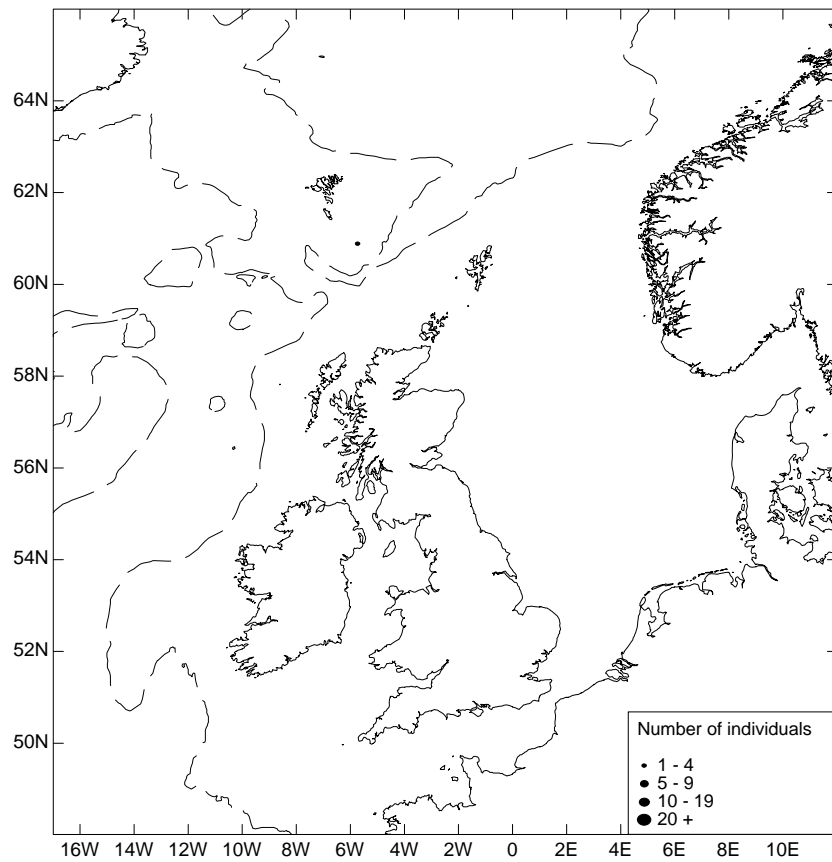 64N
62N
60N
58N
56N
54N
52N
50N
Number of individuals
1 - 4
5 - 9
10 - 19
20 +
16W 14W 12W 10W 8W 6W 4W 2W 0 2E 4E 6E 8E 10E